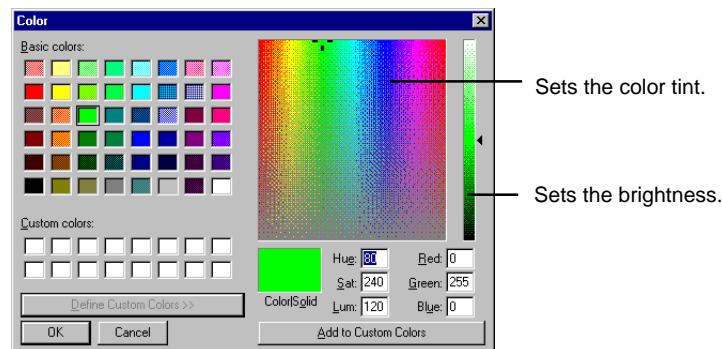 Color
Basic colors:
Sets the color tint.
Sets the brightness.
Custom colors:
Hue: 80 Red: 0
Sat: 240 Green: 255
Color|Solid Lum: 120 Blue: 0
Define Custom Colors >>
OK Cancel Add to Custom Colors